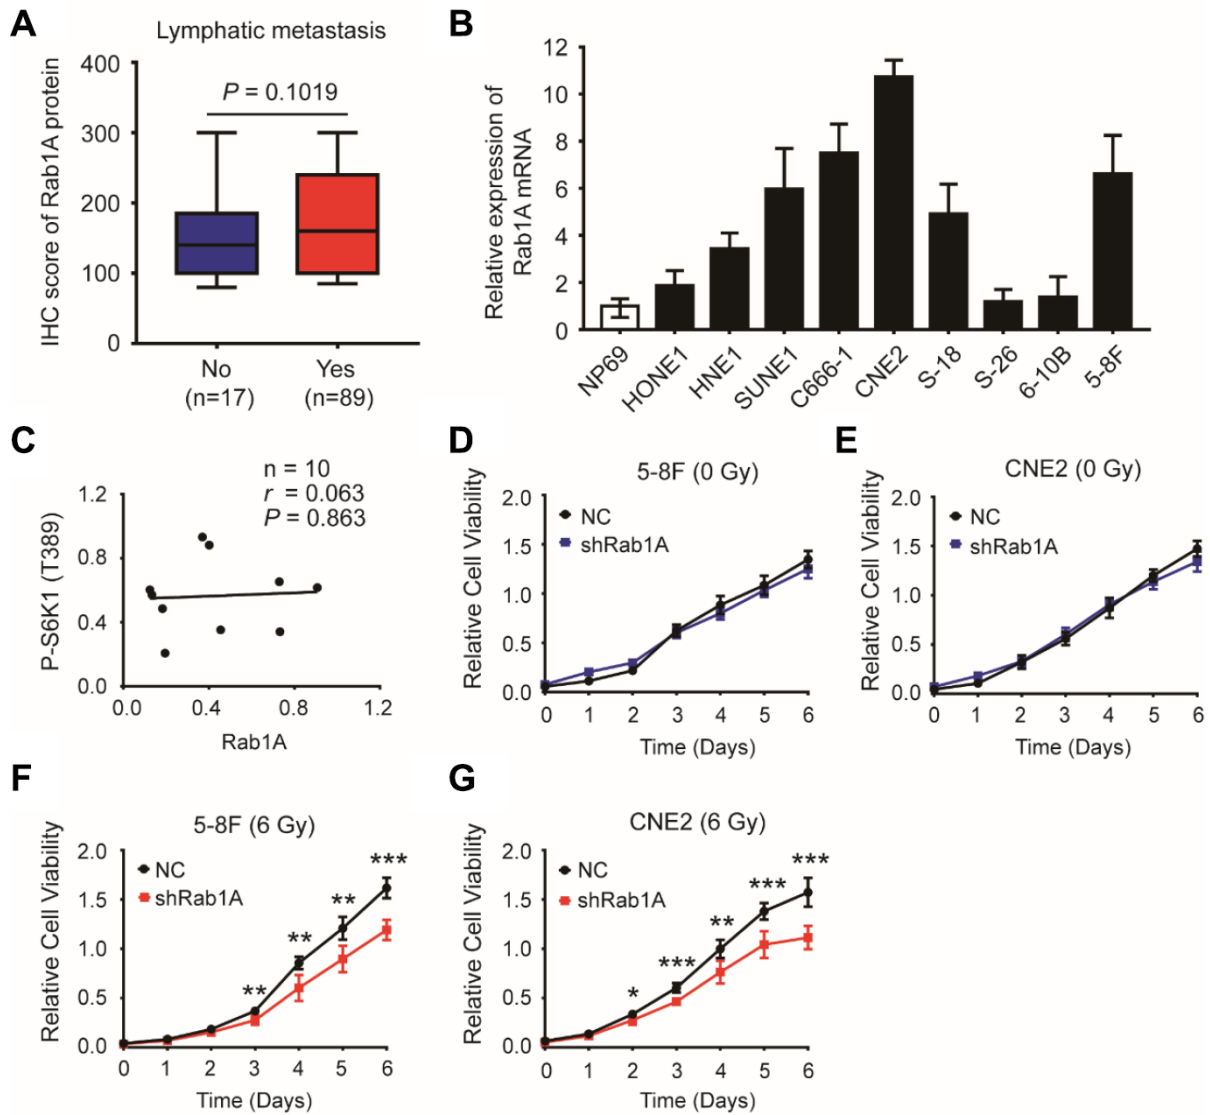 A
Lymphatic metastasis
IHC score of Rab1A protein
400
300
200
100
0
P = 0.1019
No
(n=17)
Yes
(n=89)
B
Relative expression of
Rab1A mRNA
12
10
8
6
4
2
0
NP69
HONE1
HNE1
SUNE1
C666-1
CNE2
S-18
S-26
6-10B
5-8F
C
n = 10
r = 0.063
P = 0.863
P-S6K1 (T389)
1.2
0.8
0.4
0.0
0.0 0.4 0.8 1.2
Rab1A
D
5-8F (0 Gy)
Relative Cell Viability
2.0
1.5
1.0
0.5
0.0
NC
shRab1A
0 1 2 3 4 5 6
Time (Days)
E
CNE2 (0 Gy)
Relative Cell Viability
2.0
1.5
1.0
0.5
0.0
NC
shRab1A
0 1 2 3 4 5 6
Time (Days)
F
5-8F (6 Gy)
Relative Cell Viability
2.0
1.5
1.0
0.5
0.0
NC
shRab1A
** ** ** ***
0 1 2 3 4 5 6
Time (Days)
G
CNE2 (6 Gy)
Relative Cell Viability
2.0
1.5
1.0
0.5
0.0
NC
shRab1A
* *** ** *** ***
0 1 2 3 4 5 6
Time (Days)